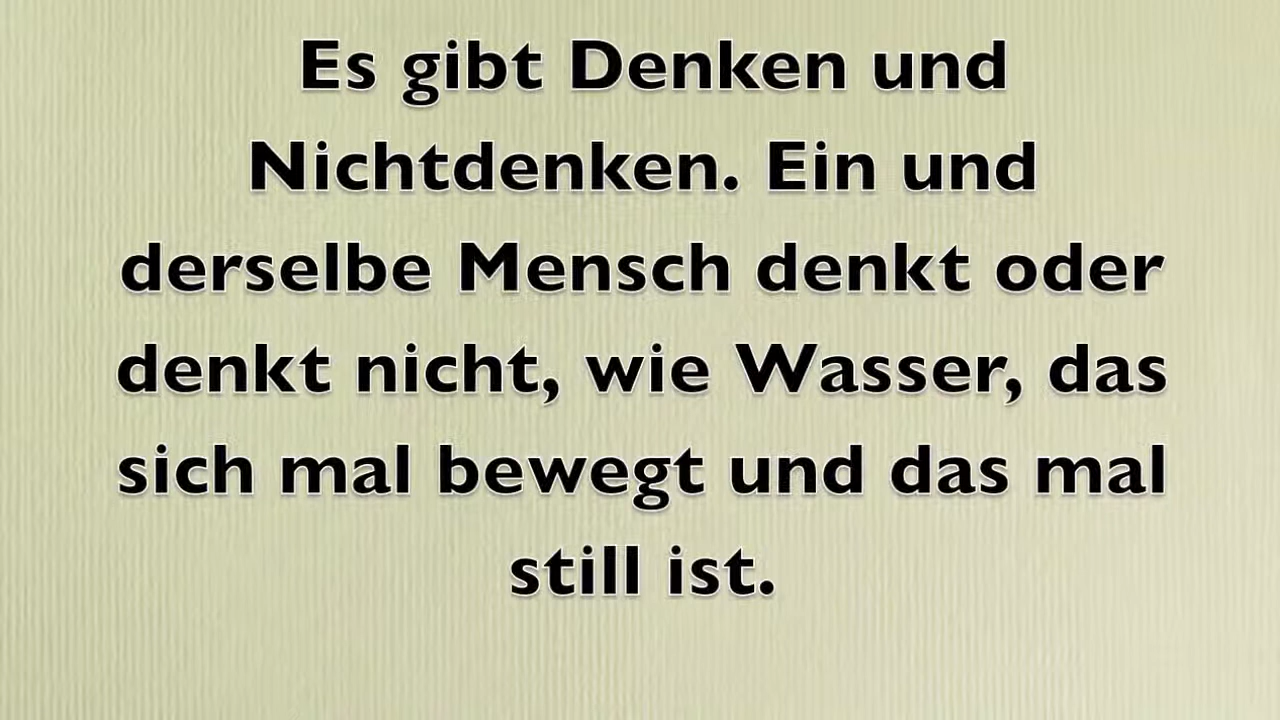 Es gibt Denken und
Nichtdenken. Ein und
derselbe Mensch denkt oder
denkt nicht, wie Wasser, das
sich mal bewegt und das mal
still ist.